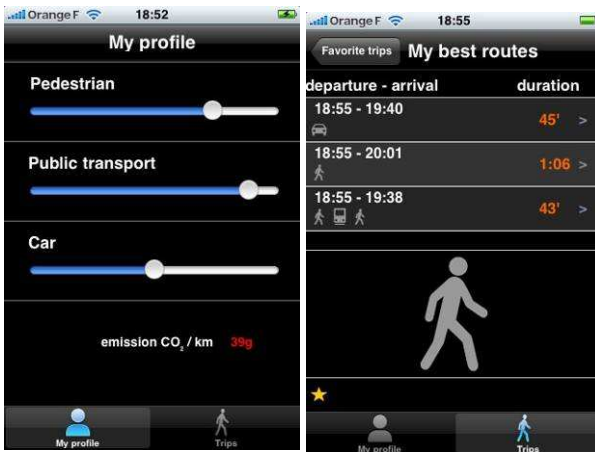 Orange F 18:52
My profile
Pedestrian
Public transport
Car
emission CO₂ / km 39g
My profile Trips
Orange F 18:55
Favorite trips My best routes
departure - arrival duration
18:55 - 19:40
45' >
18:55 - 20:01
1:06 >
18:55 - 19:38
43' >
My profile Trips